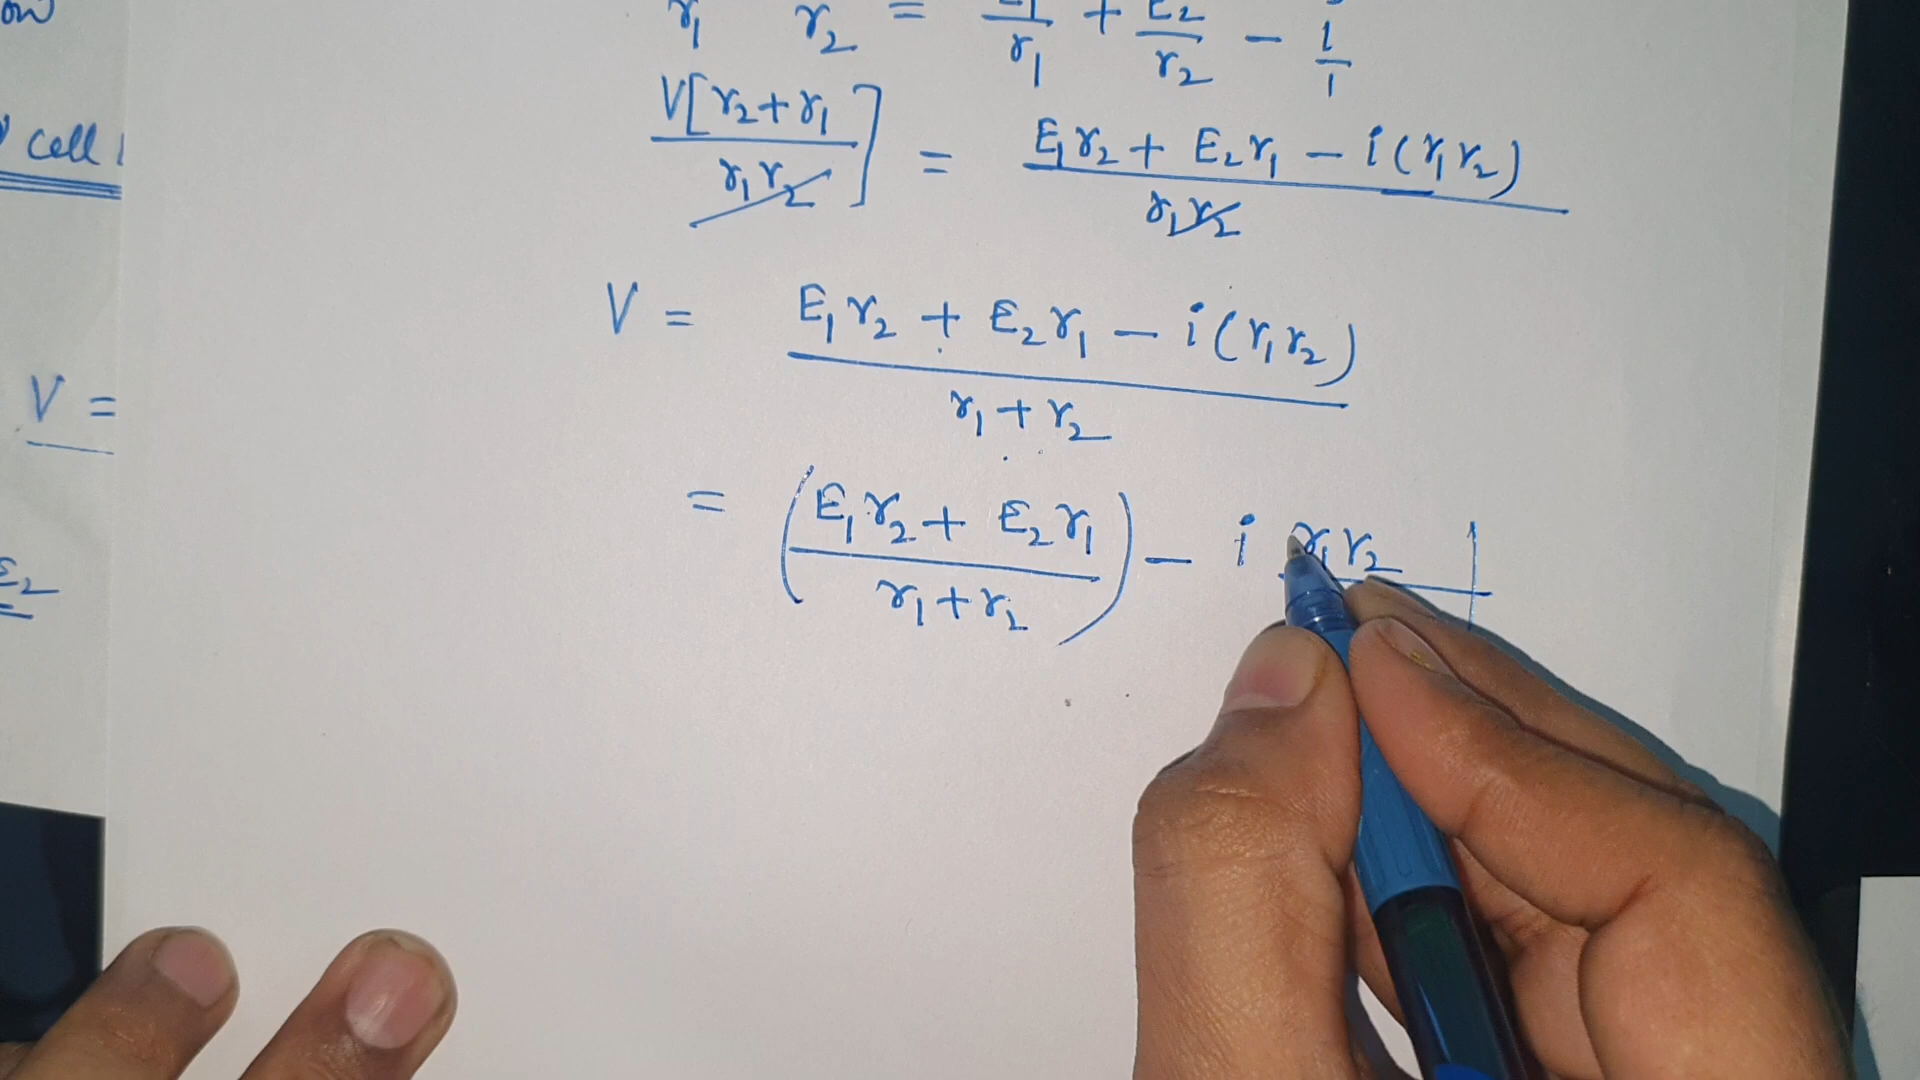 r₁ r₂ = E₁/r₁ + E₂/r₂ - i/1
V[r₂+r₁]/r₁r₂ = E₁r₂ + E₂r₁ - i(r₁r₂)/r₁r₂
cell
V = E₁r₂ + E₂r₁ - i(r₁r₂)/r₁+r₂
V =
= (E₁r₂ + E₂r₁/r₁+r₂) - i r₁r₂
E₂